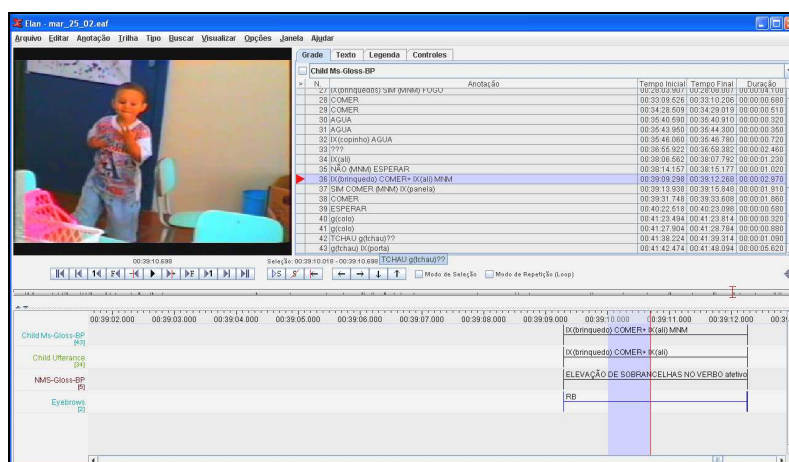 Elan - mar_25_02.eaf
Arquivo Editar Anotação Trilha Tipo Buscar Visualizar Opções Janela Ajudar
Grade Texto Legenda Controles
Child Ms-Gloss-BP
> N. Anotação Tempo Inicial Tempo Final Duração
27 IX(brinquedos) SIM (MNM) FOGO 00:28:03.907 00:28:08.007 00:00:04.100
28 COMER 00:33:09.526 00:33:10.206 00:00:00.680
29 COMER 00:34:28.509 00:34:29.019 00:00:00.510
30 AGUA 00:35:40.590 00:35:40.910 00:00:00.320
31 AGUA 00:35:43.950 00:35:44.300 00:00:00.350
32 IX(copinho) AGUA 00:35:46.060 00:35:46.780 00:00:00.720
33 ??? 00:36:55.922 00:36:58.382 00:00:02.460
34 IX(ali) 00:38:06.562 00:38:07.792 00:00:01.230
35 NÃO (MNM) ESPERAR 00:38:14.157 00:38:15.177 00:00:01.020
36 IX(brinquedo) COMER+ IX(ali) MNM 00:39:09.298 00:39:12.268 00:00:02.970
37 SIM COMER (MNM) IX(panela) 00:39:13.938 00:39:15.848 00:00:01.910
38 COMER 00:39:31.748 00:39:33.608 00:00:01.860
39 ESPERAR 00:40:22.518 00:40:23.098 00:00:00.580
40 g(colo) 00:41:23.494 00:41:23.814 00:00:00.320
41 g(colo) 00:41:27.904 00:41:28.784 00:00:00.880
42 TCHAU g(tchau)?? 00:41:38.224 00:41:39.314 00:00:01.090
43 g(tchau) IX(porta) 00:41:42.474 00:41:48.094 00:00:05.620
00:39:10.698 Seleção: 00:39:10.018 - 00:39:10.698 TCHAU g(tchau)??
Modo de Seleção Modo de Repetição (Loop)
00:39:02.000 00:39:03.000 00:39:04.000 00:39:05.000 00:39:06.000 00:39:07.000 00:39:08.000 00:39:09.000 00:39:10.000 00:39:11.000 00:39:12.000
Child Ms-Gloss-BP IX(brinquedo) COMER+ IX(ali) MNM
[43]
Child Utterance IX(brinquedo) COMER+ IX(ali)
[34]
NMS-Gloss-BP ELEVAÇÃO DE SOBRANCELHAS NO VERBO afetivo
[5]
Eyebrows RB
[2]